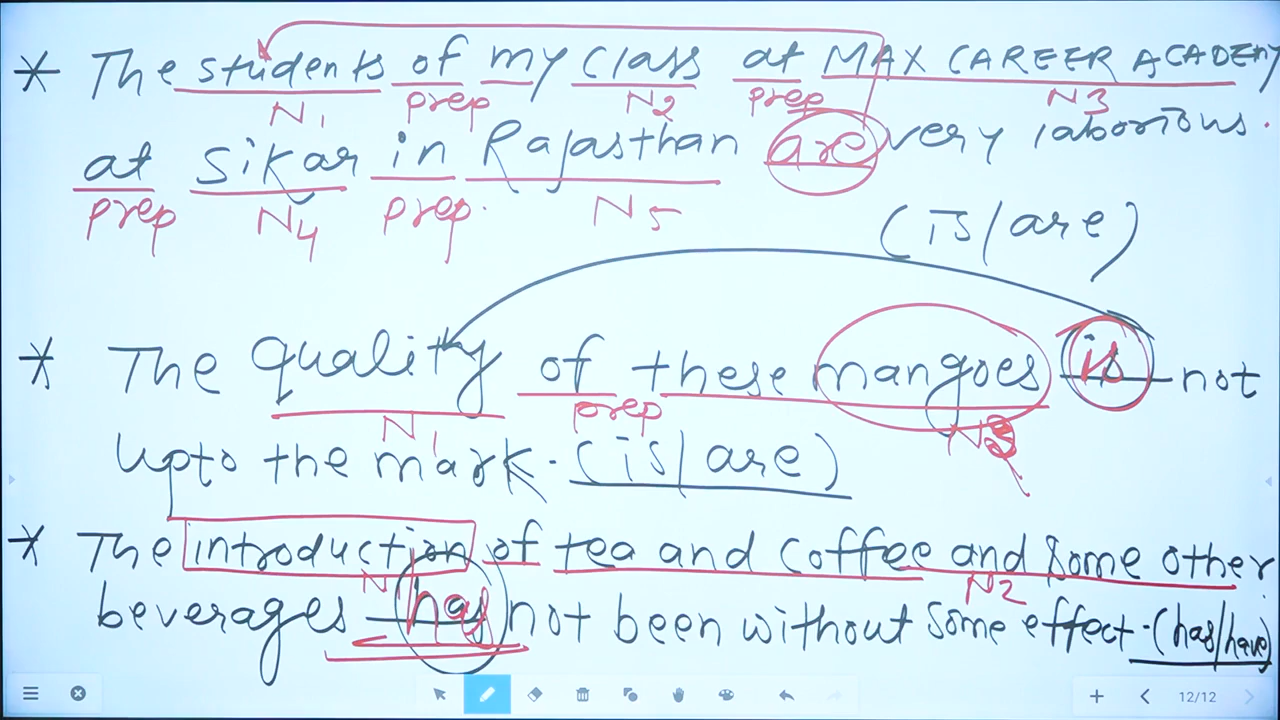 * The students of my class at MAX CAREER ACADEMY
N1 prep N2 prep N3
at Sikar in Rajasthan are very laborious.
prep N4 prep. N5
(is/are)
* The quality of these mangoes is not
N1 prep N
upto the mark. (is/are)
* The introduction of tea and coffee and some other
N N2
beverages has not been without some effect. (has/have)
12/12